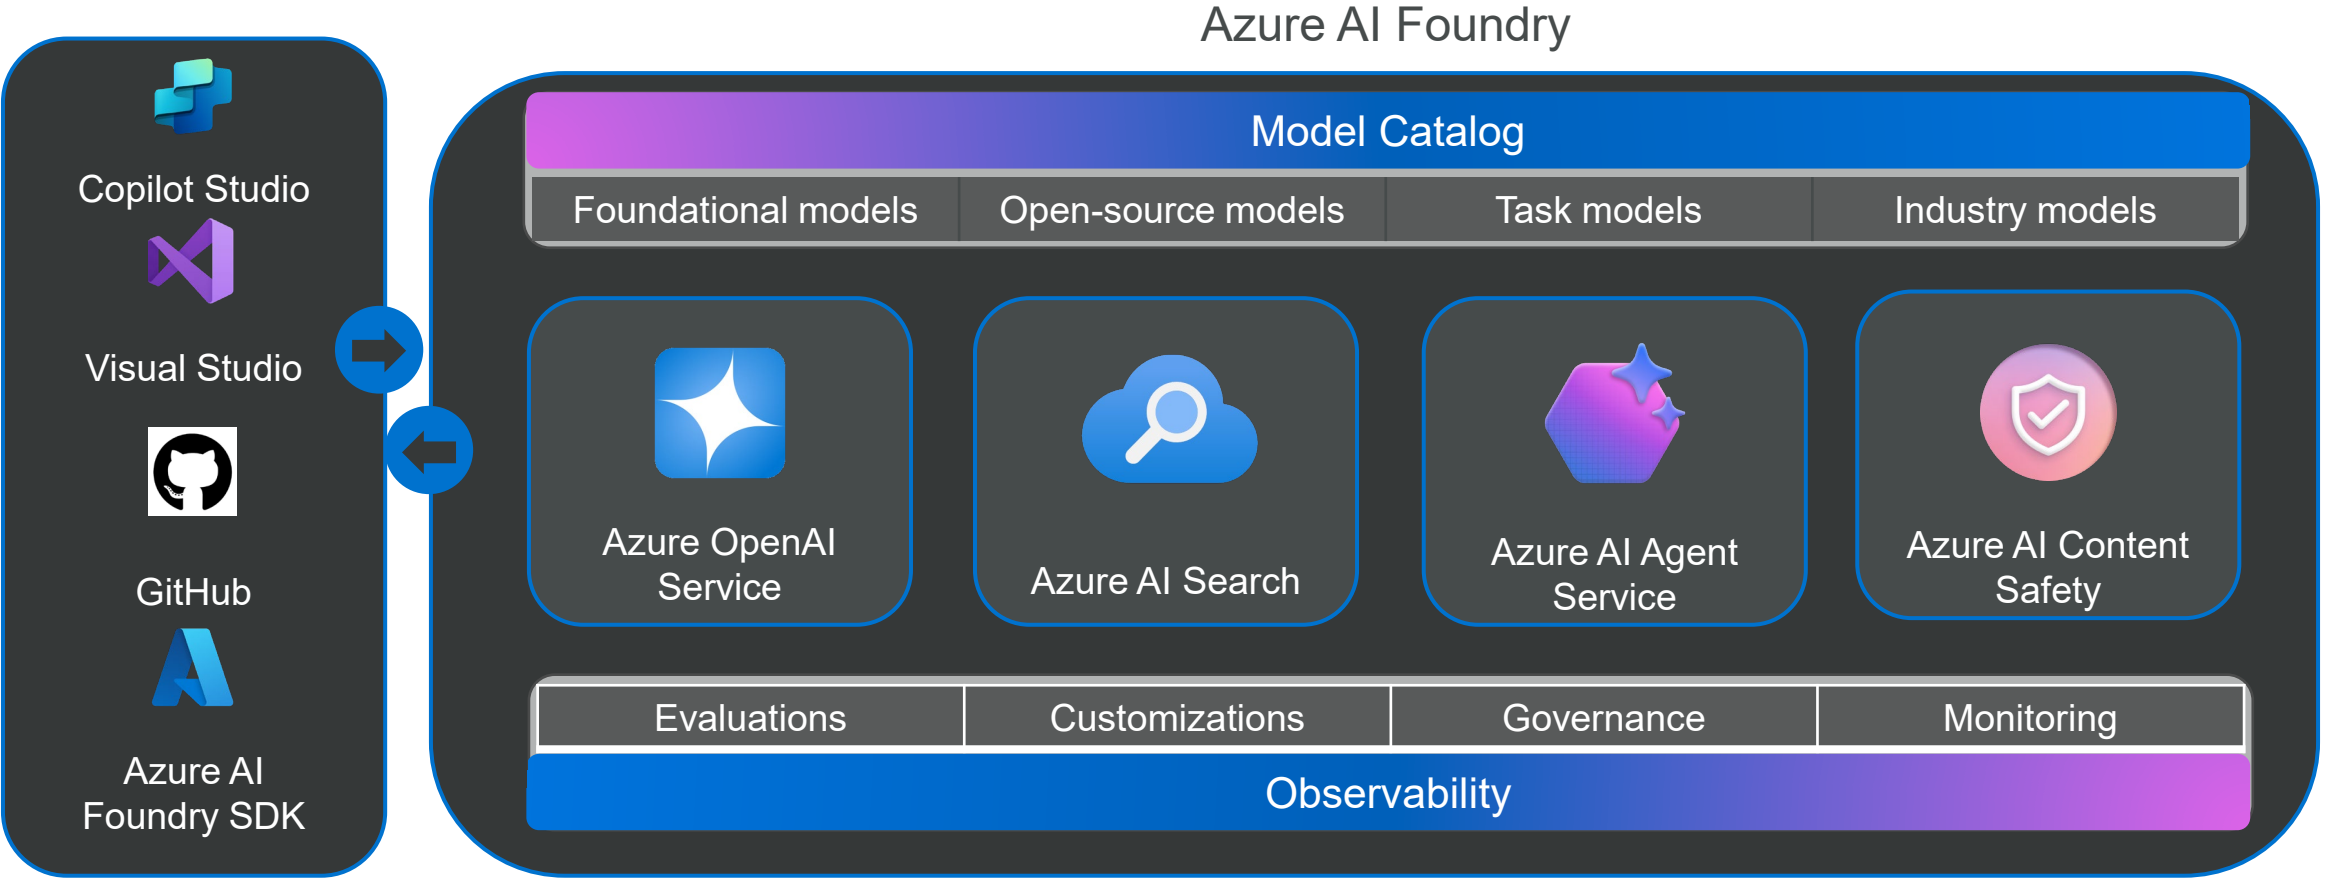 Azure AI Foundry
Copilot Studio
Visual Studio
GitHub
Azure AI
Foundry SDK
Model Catalog
Foundational models
Open-source models
Task models
Industry models
Azure OpenAI
Service
Azure AI Search
Azure AI Agent
Service
Azure AI Content
Safety
Evaluations
Customizations
Governance
Monitoring
Observability